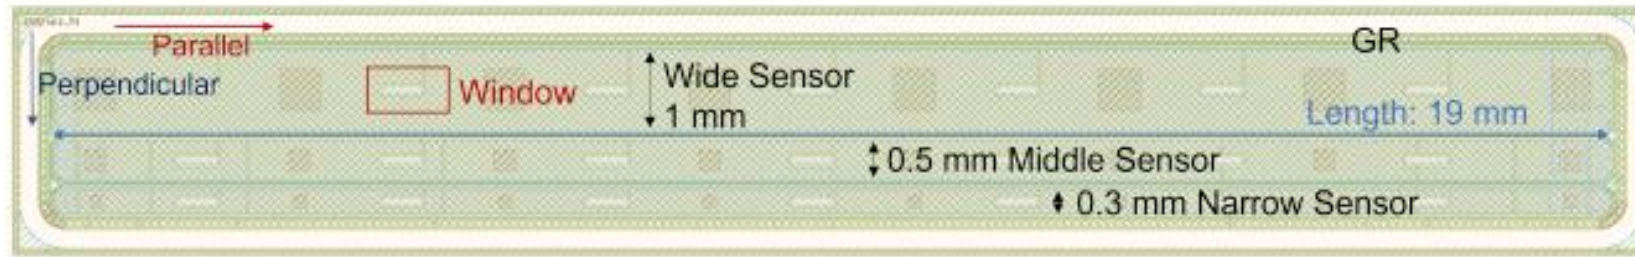 Parallel
GR
Perpendicular
Window
Wide Sensor
1 mm
Length: 19 mm
0.5 mm Middle Sensor
0.3 mm Narrow Sensor